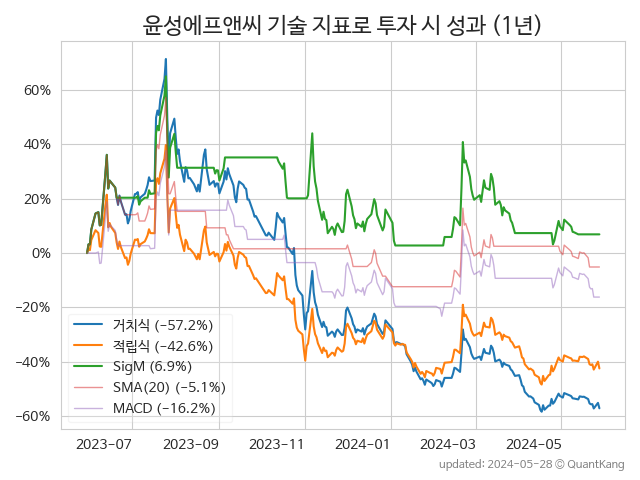 윤성에프앤씨 기술 지표로 투자 시 성과 (1년)
60%
40%
20%
0%
−20%
−40%
−60%
거치식 (−57.2%)
적립식 (−42.6%)
SigM (6.9%)
SMA(20) (−5.1%)
MACD (−16.2%)
2023−07 2023−09 2023−11 2024−01 2024−03 2024−05
updated: 2024−05−28 © QuantKang